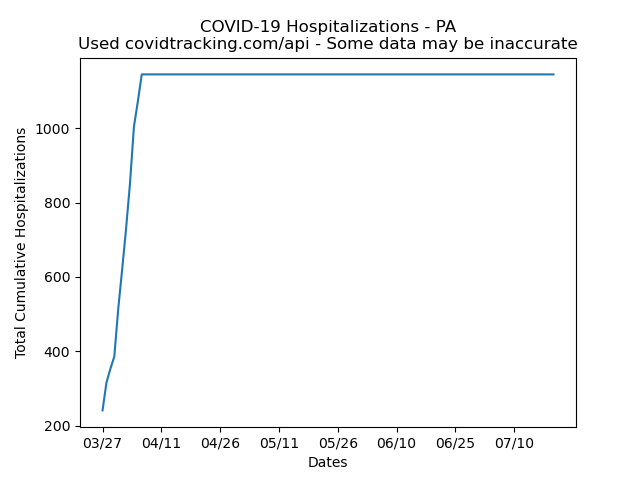 COVID-19 Hospitalizations - PA
Used covidtracking.com/api - Some data may be inaccurate
Total Cumulative Hospitalizations
1000
800
600
400
200
03/27 04/11 04/26 05/11 05/26 06/10 06/25 07/10
Dates